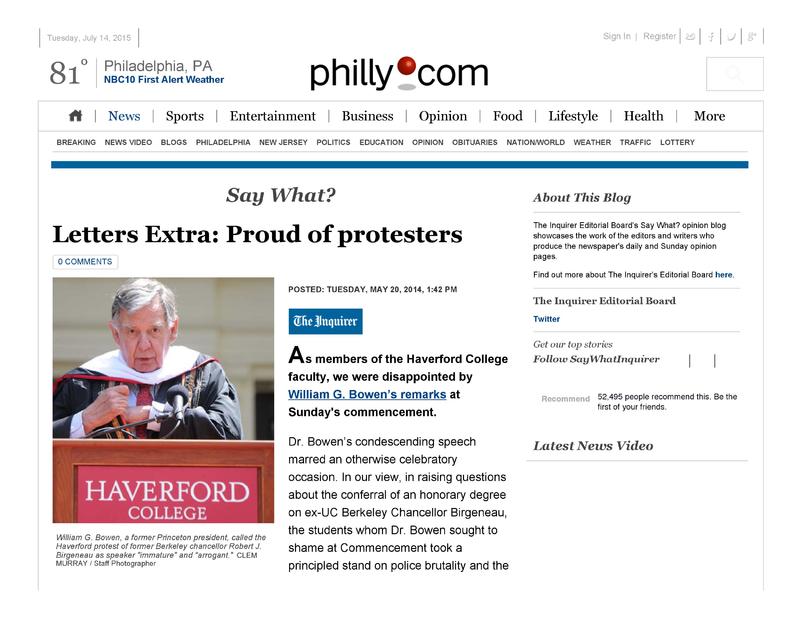 Tuesday, July 14, 2015
Sign In | Register
81°
Philadelphia, PA
NBC10 First Alert Weather
philly.com
News | Sports | Entertainment | Business | Opinion | Food | Lifestyle | Health | More
BREAKING NEWS VIDEO BLOGS PHILADELPHIA NEW JERSEY POLITICS EDUCATION OPINION OBITUARIES NATION/WORLD WEATHER TRAFFIC LOTTERY
Say What?
Letters Extra: Proud of protesters
0 COMMENTS
HAVERFORD
COLLEGE
William G. Bowen, a former Princeton president, called the
Haverford protest of former Berkeley chancellor Robert J.
Birgeneau as speaker "immature" and "arrogant." CLEM
MURRAY / Staff Photographer
POSTED: TUESDAY, MAY 20, 2014, 1:42 PM
The Inquirer
As members of the Haverford College
faculty, we were disappointed by
William G. Bowen's remarks at
Sunday's commencement.
Dr. Bowen's condescending speech
marred an otherwise celebratory
occasion. In our view, in raising questions
about the conferral of an honorary degree
on ex-UC Berkeley Chancellor Birgeneau,
the students whom Dr. Bowen sought to
shame at Commencement took a
principled stand on police brutality and the
About This Blog
The Inquirer Editorial Board's Say What? opinion blog
showcases the work of the editors and writers who
produce the newspaper's daily and Sunday opinion
pages.
Find out more about The Inquirer's Editorial Board here.
The Inquirer Editorial Board
Twitter
Get our top stories
Follow SayWhatInquirer
Recommend 52,495 people recommend this. Be the
first of your friends.
Latest News Video